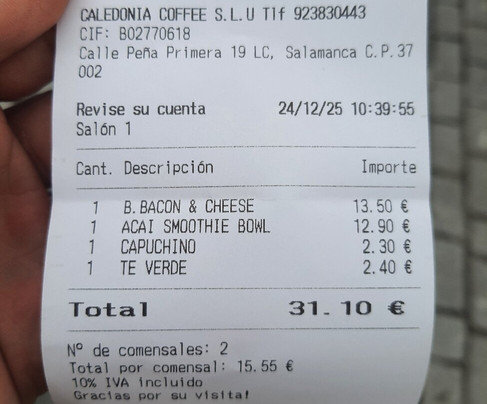 CALEDONIA COFFEE S.L.U Tlf 923830443
CIF: B02770618
Calle Peña Primera 19 LC, Salamanca C.P.37
002
Revise su cuenta 24/12/25 10:39:55
Salón 1
Cant. Descripción Importe
1 B.BACON & CHEESE 13.50 €
1 ACAI SMOOTHIE BOWL 12.90 €
1 CAPUCHINO 2.30 €
1 TE VERDE 2.40 €
Total 31.10 €
Nº de comensales: 2
Total por comensal: 15.55 €
10% IVA incluido
Gracias por su visita!